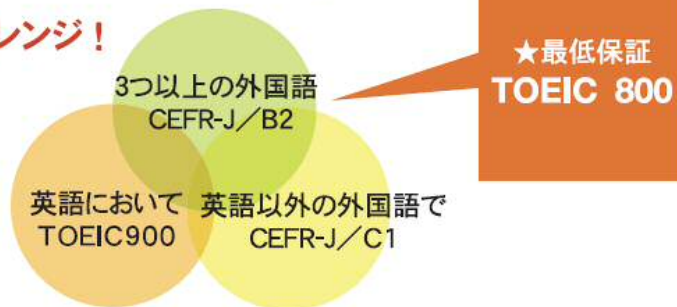 レンジ！
★最低保証
TOEIC 800
3つ以上の外国語
CEFR-J／B2
英語において
TOEIC900
英語以外の外国語で
CEFR-J／C1